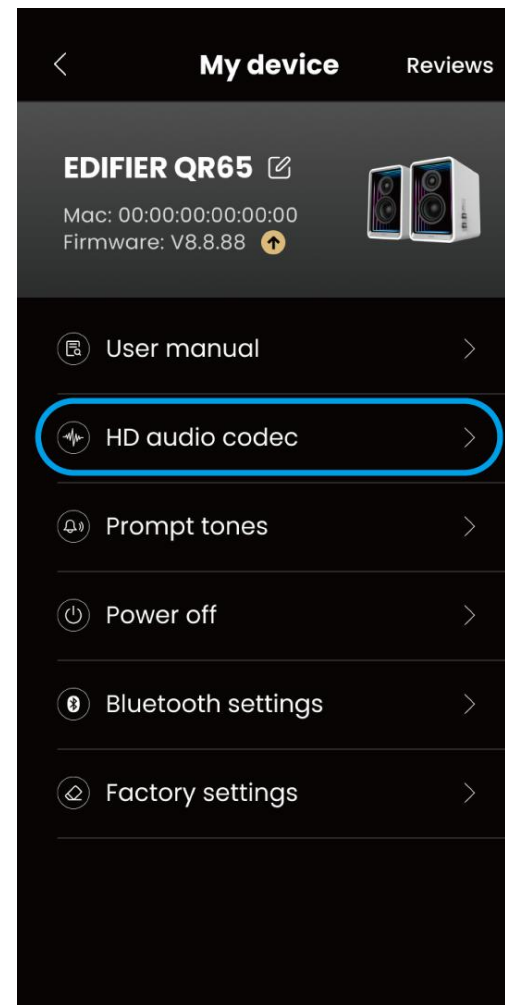 My device
Reviews
EDIFIER QR65
Mac: 00:00:00:00:00:00
Firmware: V8.8.88
User manual
HD audio codec
Prompt tones
Power off
Bluetooth settings
Factory settings